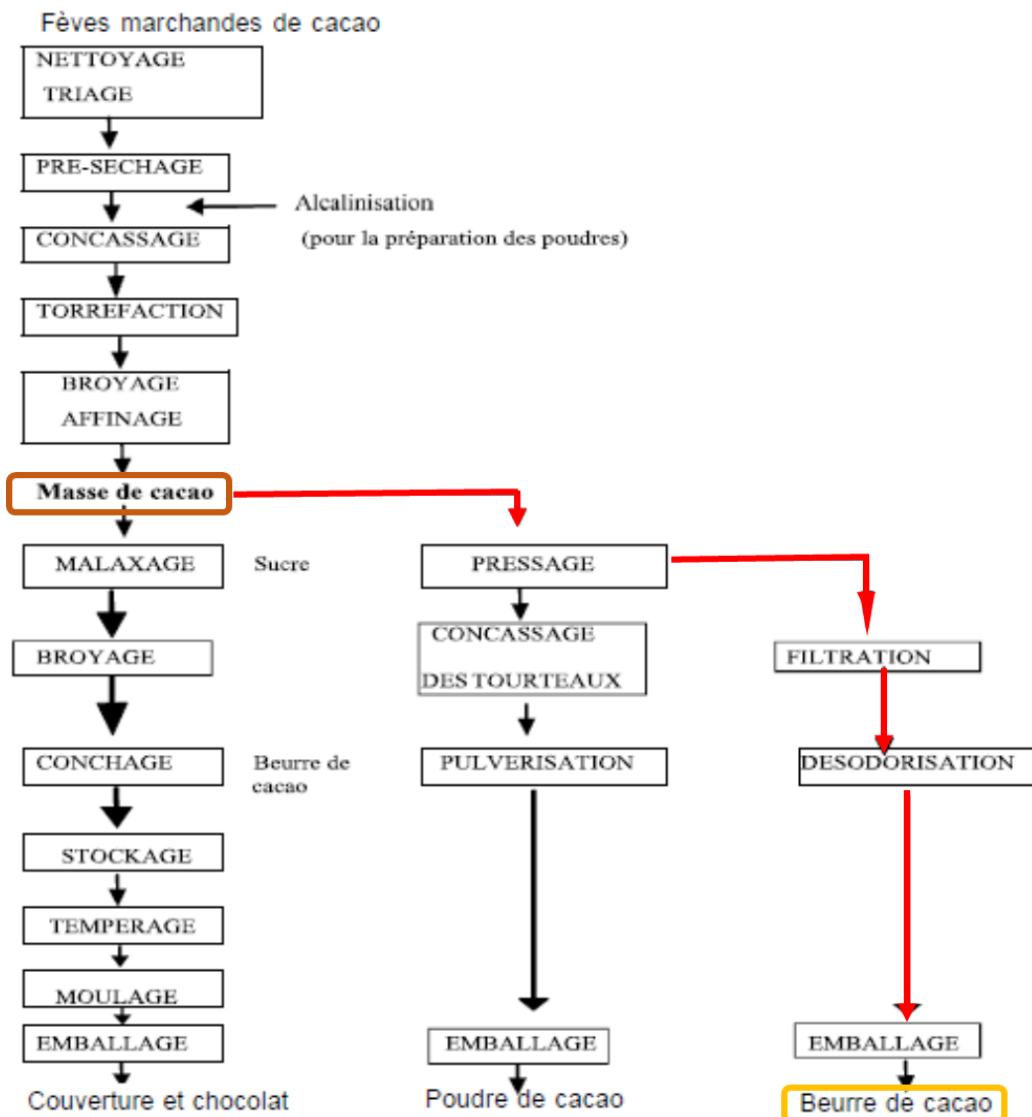 Fèves marchandes de cacao
NETTOYAGE
TRIAGE
PRE-SECHAGE
Alcalinisation
(pour la préparation des poudres)
CONCASSAGE
TORREFACTION
BROYAGE
AFFINAGE
Masse de cacao
MALAXAGE
Sucre
PRESSAGE
CONCASSAGE
DES TOURTEAUX
BROYAGE
FILTRATION
CONCHAGE
Beurre de
cacao
PULVERISATION
DESODORISATION
STOCKAGE
TEMPERAGE
MOULAGE
EMBALLAGE
EMBALLAGE
EMBALLAGE
Couverture et chocolat
Poudre de cacao
Beurre de cacao